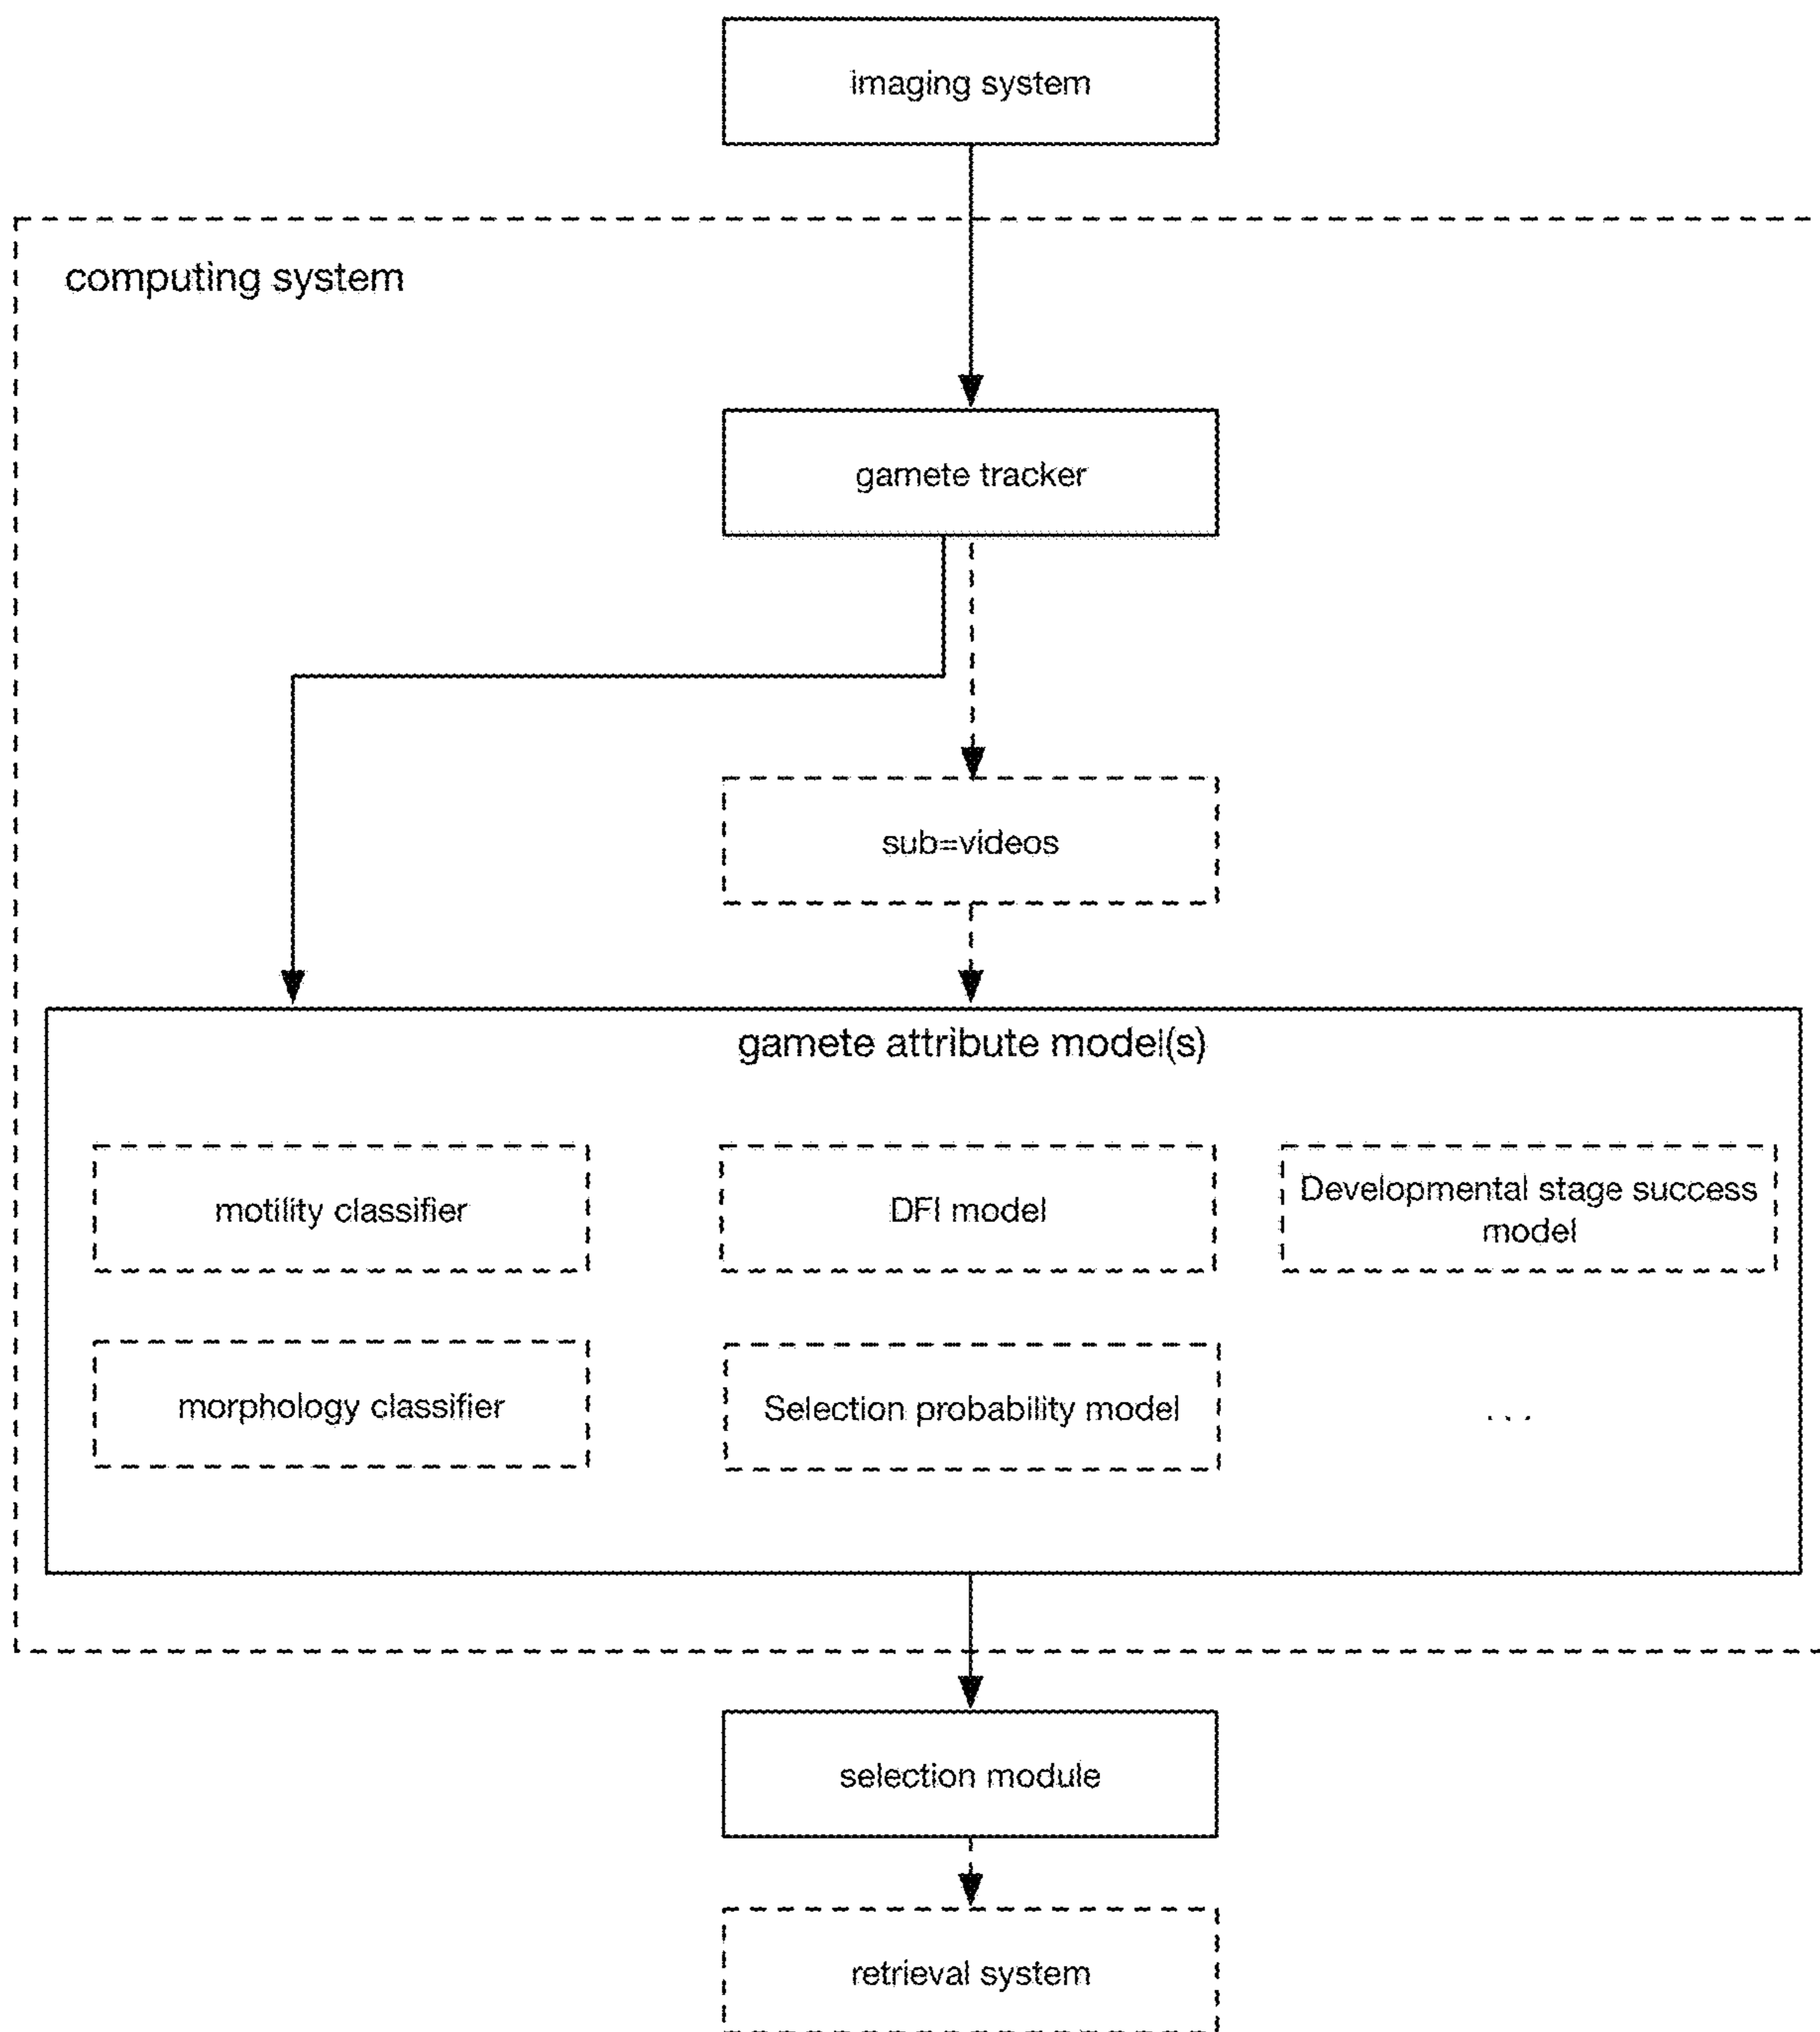 imaging system
computing system
gamete tracker
sub=videos
gamete attribute model(s)
motility classifier
DFI model
Developmental stage success
model
morphology classifier
Selection probability model
...
selection module
retrieval system